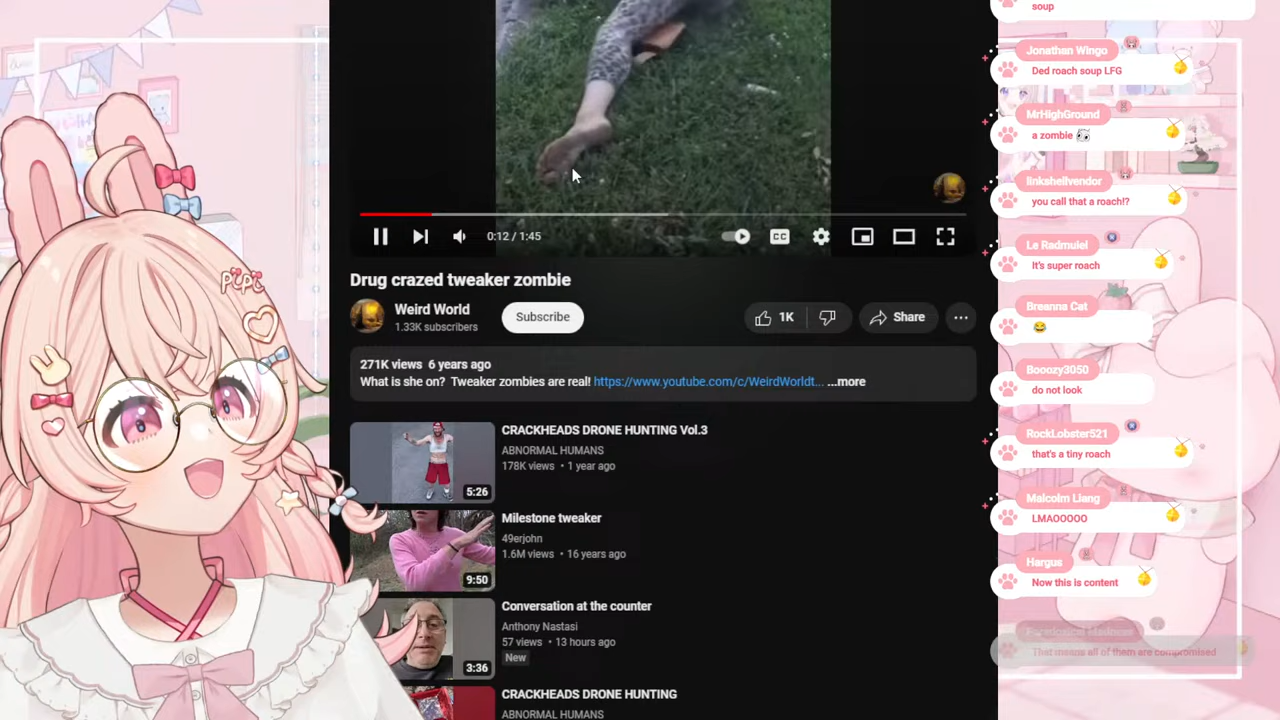 pipi
0:12 / 1:45
CC
Drug crazed tweaker zombie
Weird World
1.33K subscribers
Subscribe
1K
Share
271K views 6 years ago
What is she on? Tweaker zombies are real! https://www.youtube.com/c/WeirdWorldt... ...more
CRACKHEADS DRONE HUNTING Vol.3
ABNORMAL HUMANS
178K views • 1 year ago
5:26
Milestone tweaker
49erjohn
1.6M views • 16 years ago
9:50
Conversation at the counter
Anthony Nastasi
57 views • 13 hours ago
New
3:36
CRACKHEADS DRONE HUNTING
ABNORMAL HUMANS
soup
Jonathan Wingo
Ded roach soup LFG
MrHighGround
a zombie
linkshellvendor
you call that a roach!?
Le Radmulel
It's super roach
Breanna Cat
Boozy3050
do not look
RockLobster521
that's a tiny roach
Malcolm Liang
LMAOOOOO
Hargus
Now this is content
That means all of them are compromised